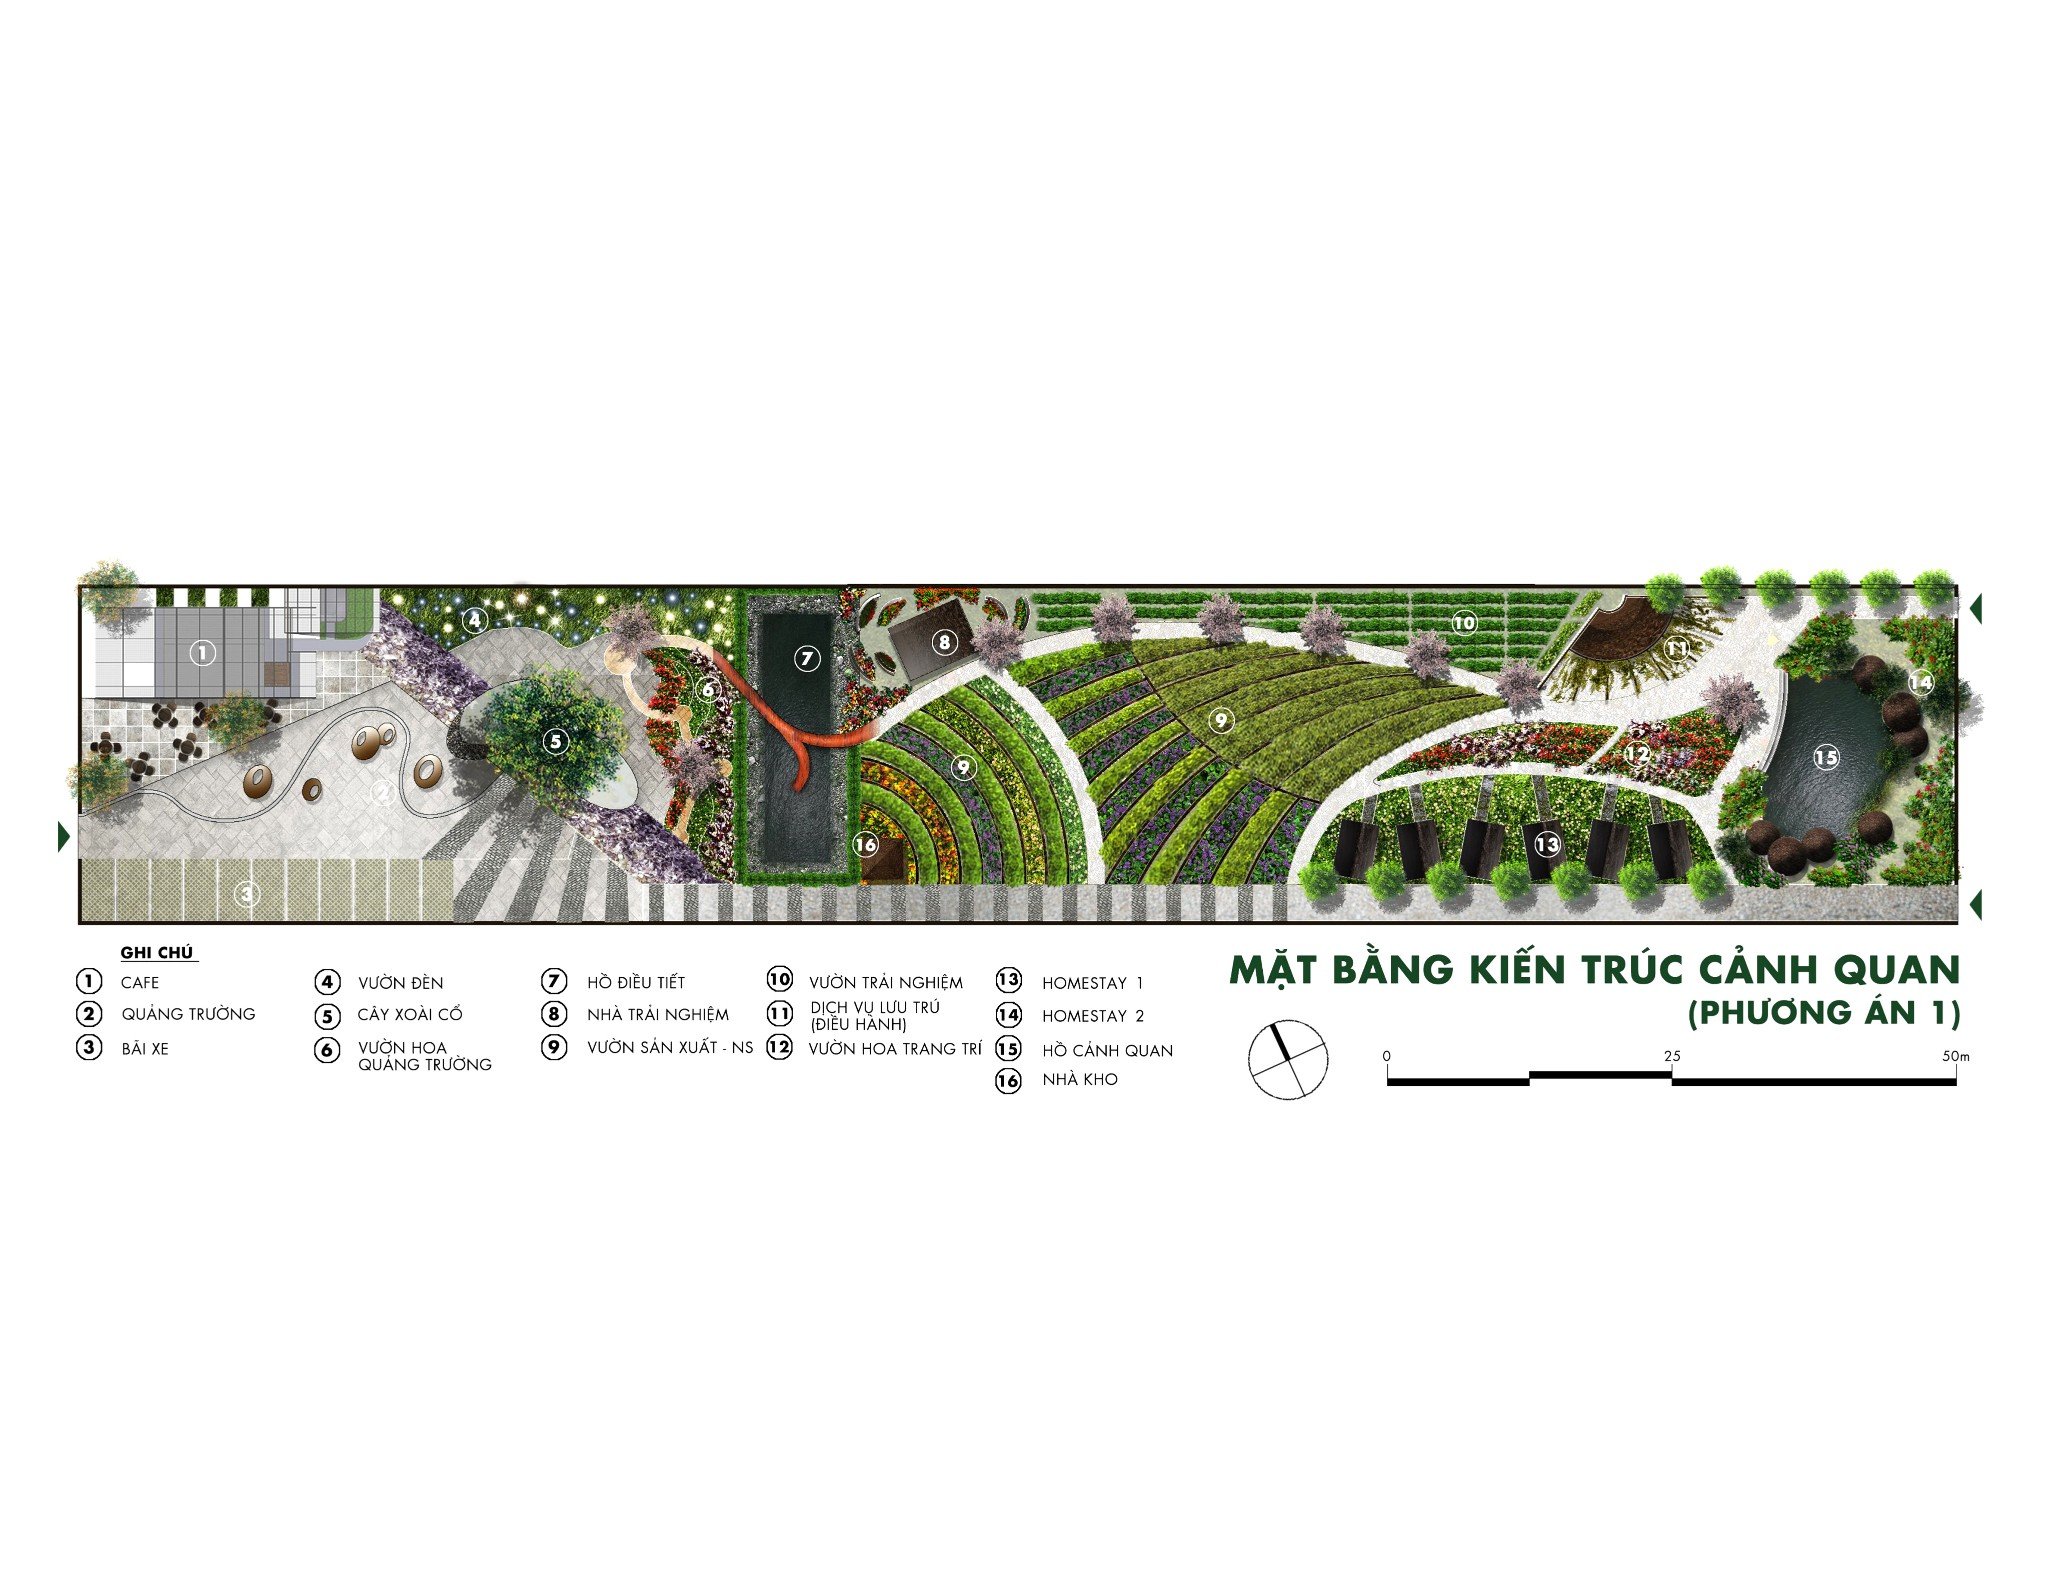 1
2
3
4
5
6
7
8
9
9
10
11
12
13
14
15
16
GHI CHÚ
1 CAFE
2 QUẢNG TRƯỜNG
3 BÃI XE
4 VƯỜN ĐÈN
5 CÂY XOÀI CỔ
6 VƯỜN HOA
QUẢNG TRƯỜNG
7 HỒ ĐIỀU TIẾT
8 NHÀ TRẢI NGHIỆM
9 VƯỜN SẢN XUẤT - NS
10 VƯỜN TRẢI NGHIỆM
11 DỊCH VỤ LƯU TRÚ
(ĐIỀU HÀNH)
12 VƯỜN HOA TRANG TRÍ
13 HOMESTAY 1
14 HOMESTAY 2
15 HỒ CẢNH QUAN
16 NHÀ KHO
MẶT BẰNG KIẾN TRÚC CẢNH QUAN
(PHƯƠNG ÁN 1)
0 25 50m